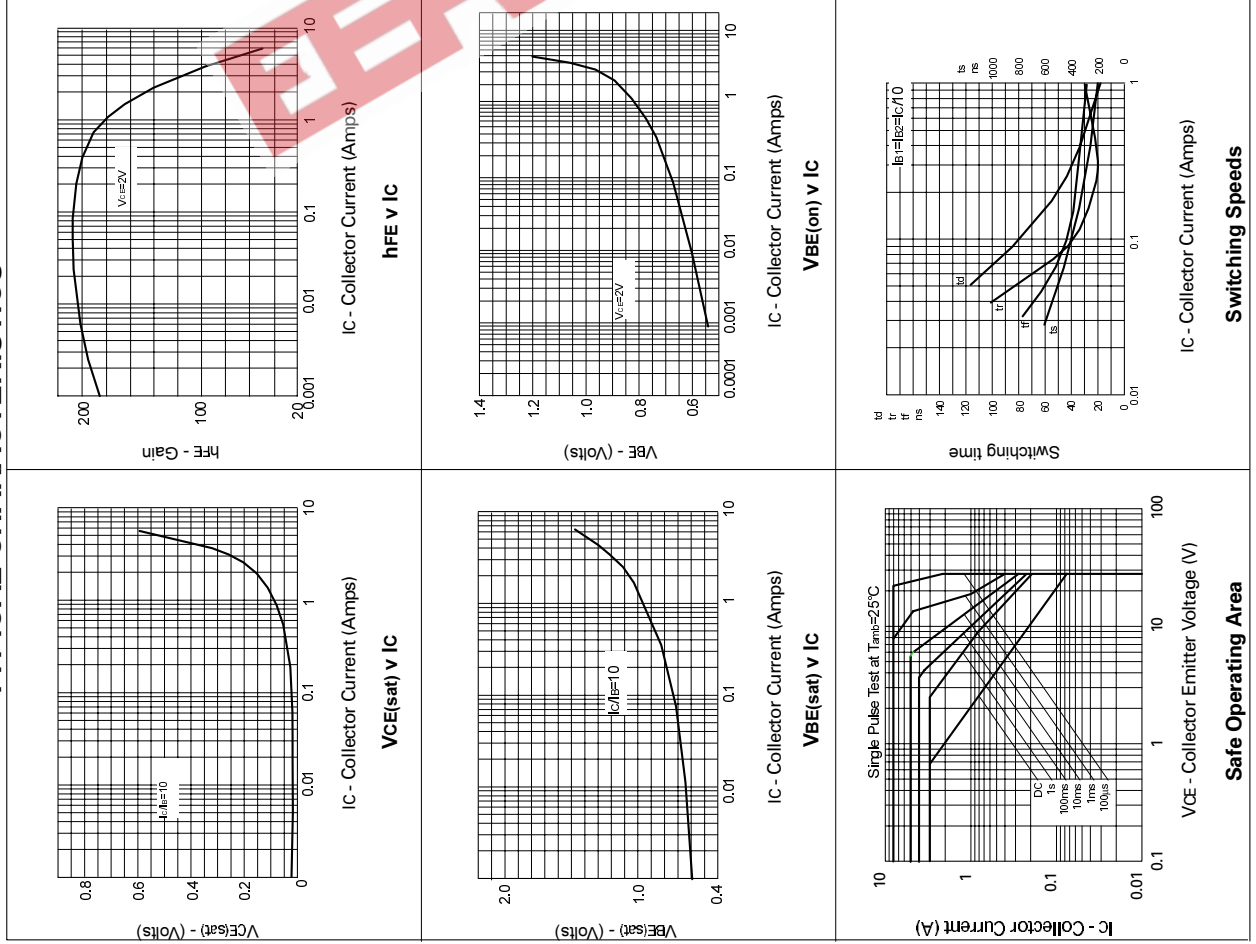 VCE(sat) - (Volts)
0.8
0.6
0.4
0.2
0
IC/IB=10
0.01
0.1
1
10
IC - Collector Current (Amps)
VCE(sat) v IC
hFE - Gain
200
100
20
VCE=2V
0.001
0.01
0.1
1
10
IC - Collector Current (Amps)
hFE v IC
VBE(sat) - (Volts)
2.0
1.0
0.4
IC/IB=10
0.01
0.1
1
10
IC - Collector Current (Amps)
VBE(sat) v IC
VBE - (Volts)
1.4
1.2
1.0
0.8
0.6
VCE=2V
0.0001
0.001
0.01
0.1
1
10
IC - Collector Current (Amps)
VBE(on) v IC
Ic - Collector Current (A)
10
1
0.1
0.01
Single Pulse Test at Tamb=25°C
DC
1s
100ms
10ms
1ms
100µs
0.1
1
10
100
VCE - Collector Emitter Voltage (V)
Safe Operating Area
Switching time
td
tr
tf
ns
140
120
100
80
60
40
20
0
IB1=IB2=IC/10
td
tr
tf
ts
ts
ns
1000
800
600
400
200
0
0.01
0.1
1
IC - Collector Current (Amps)
Switching Speeds